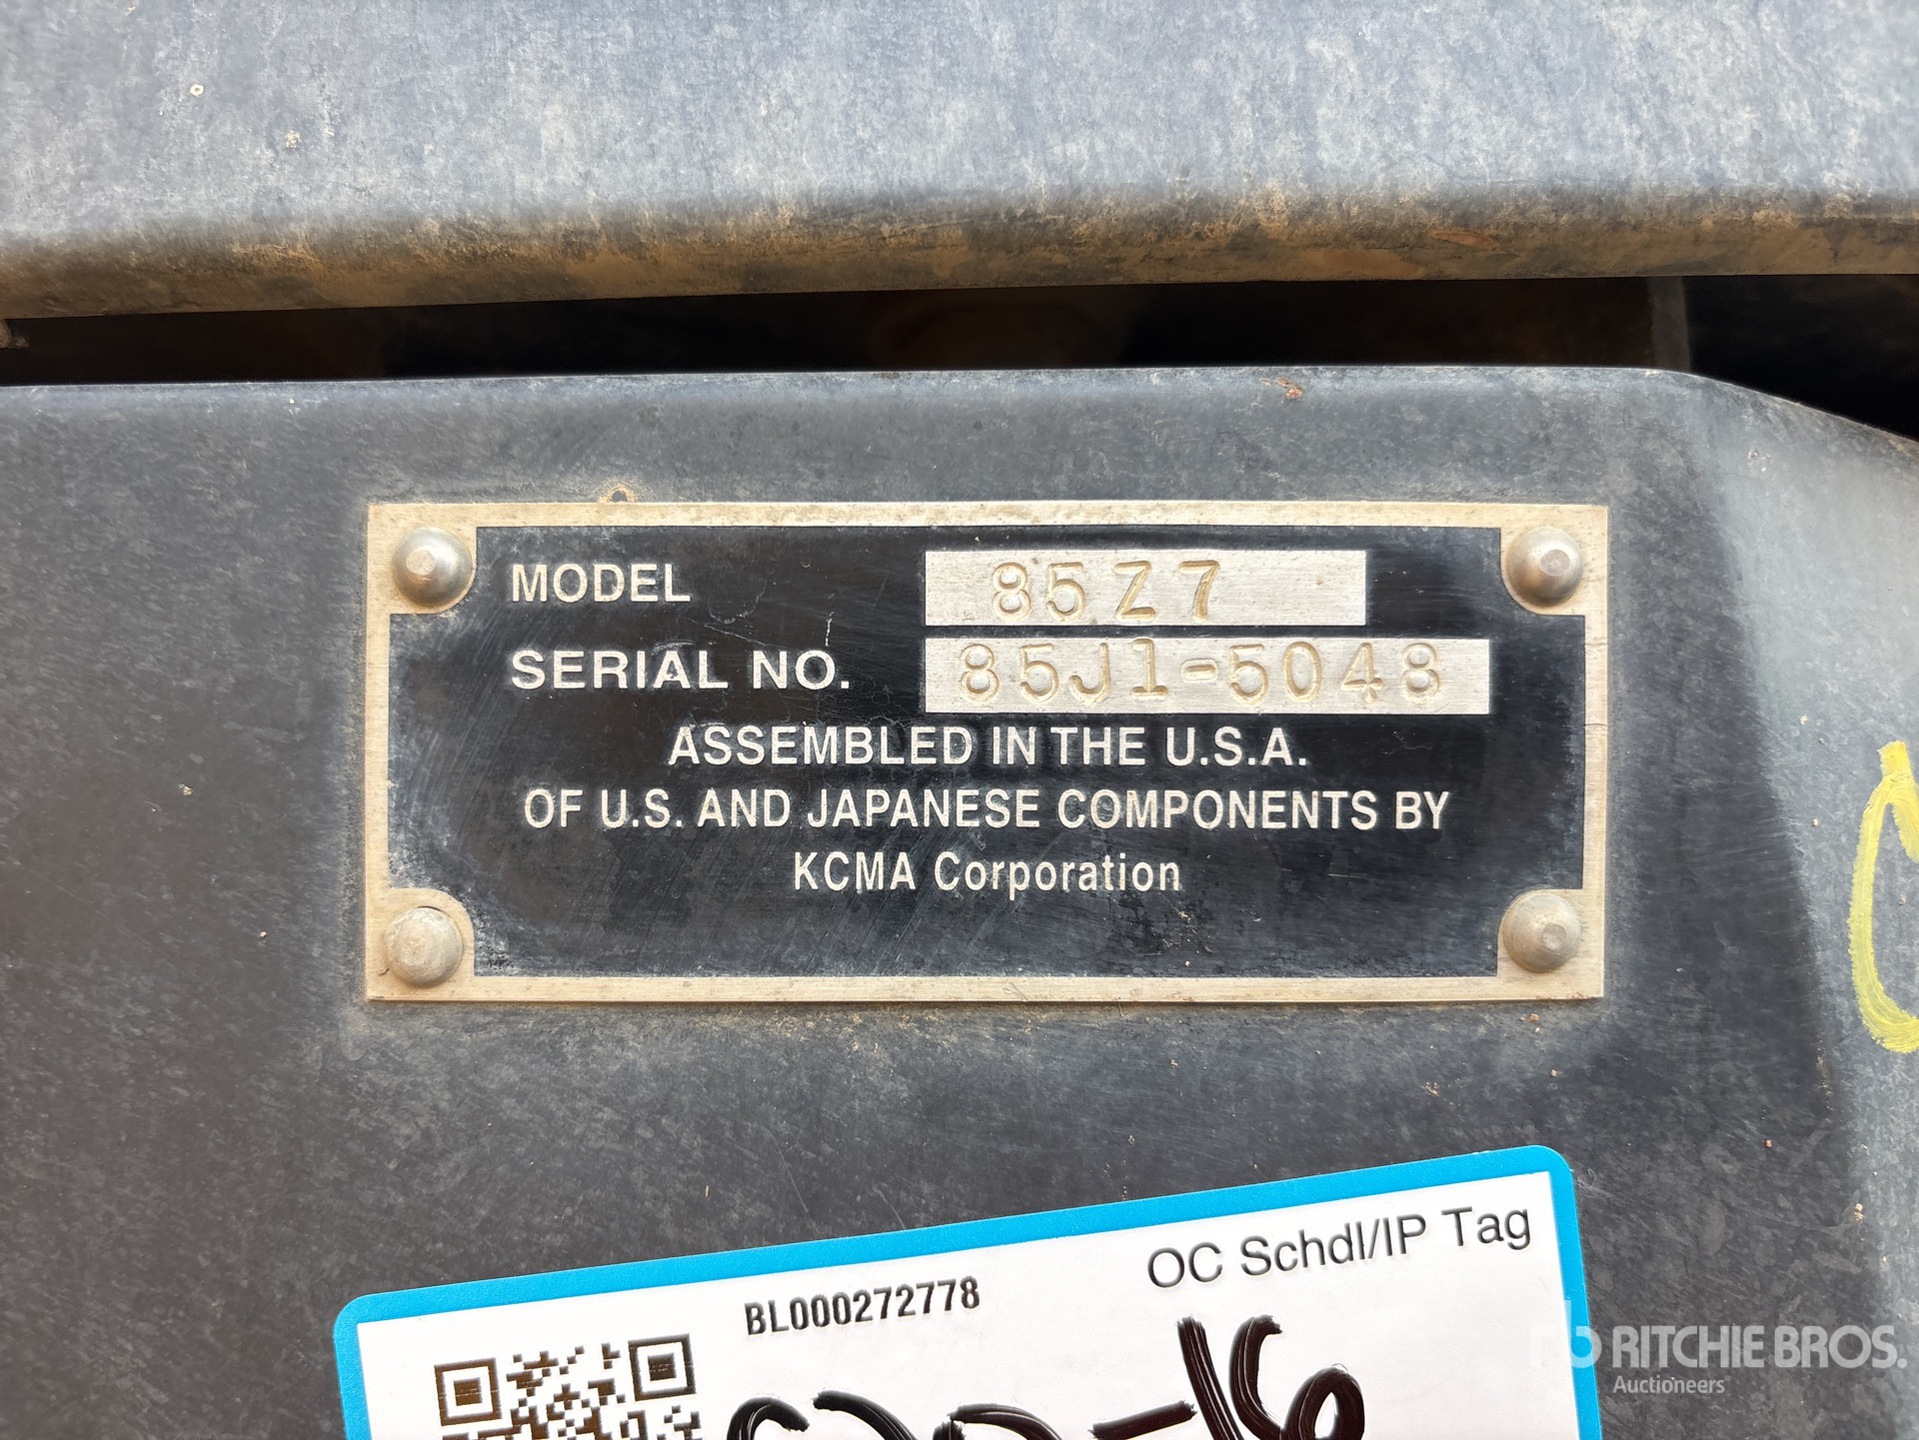 MODEL 85Z7
SERIAL NO. 85J1-5048
ASSEMBLED IN THE U.S.A.
OF U.S. AND JAPANESE COMPONENTS BY
KCMA Corporation
OC Schdl/IP Tag
BL000272778
RITCHIE BROS.
Auctioneers